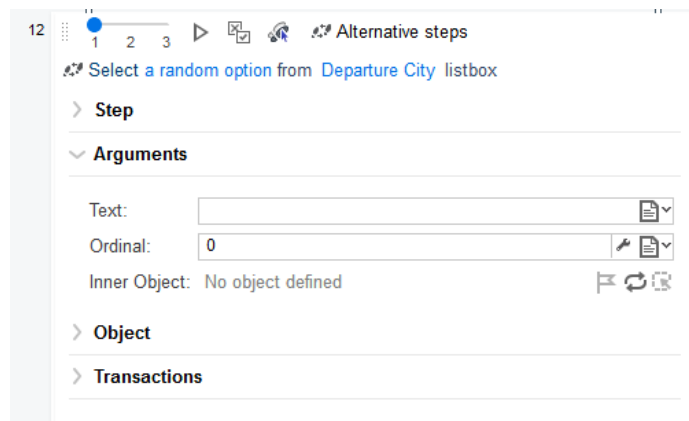 12
1 2 3 Alternative steps
Select a random option from Departure City listbox
Step
Arguments
Text:
Ordinal: 0
Inner Object: No object defined
Object
Transactions